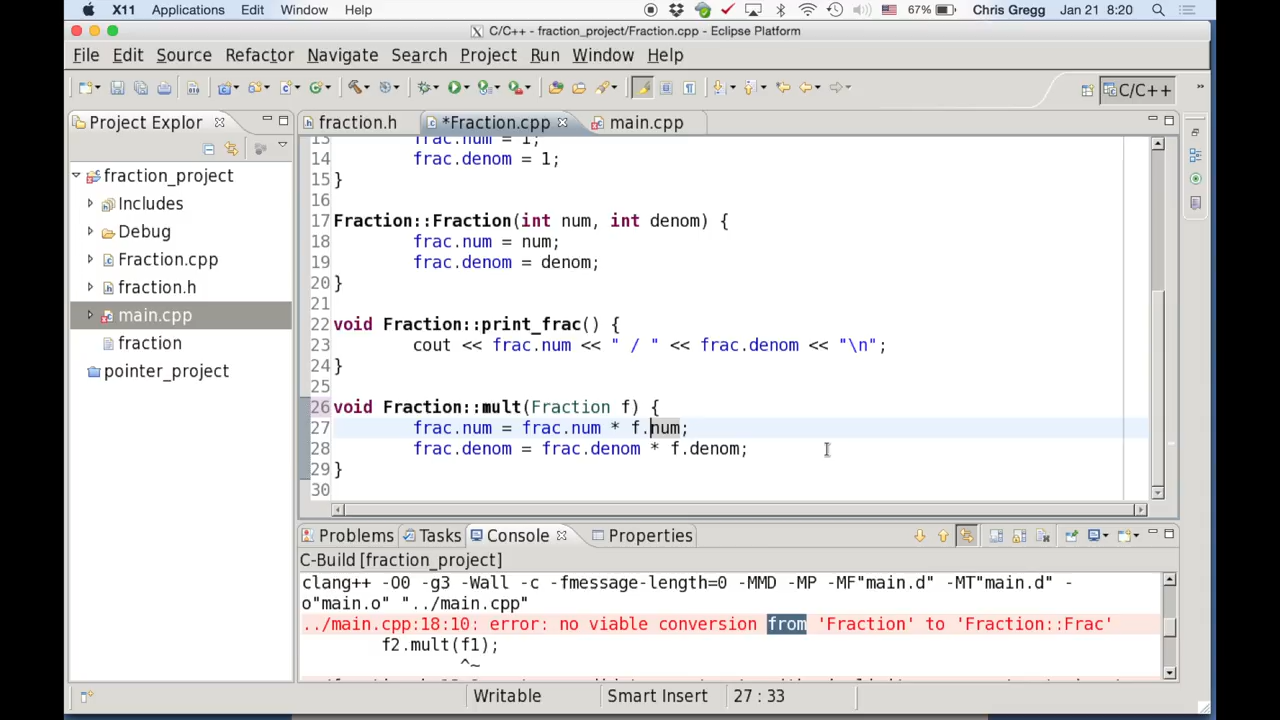 X11 Applications Edit Window Help 67% Chris Gregg Jan 21 8:20
C/C++ - fraction_project/Fraction.cpp - Eclipse Platform
File Edit Source Refactor Navigate Search Project Run Window Help
C/C++
Project Explor
fraction_project
Includes
Debug
Fraction.cpp
fraction.h
main.cpp
fraction
pointer_project
fraction.h *Fraction.cpp main.cpp
13 frac.num = 1;
14 frac.denom = 1;
15 }
16
17 Fraction::Fraction(int num, int denom) {
18 frac.num = num;
19 frac.denom = denom;
20 }
21
22 void Fraction::print_frac() {
23 cout << frac.num << " / " << frac.denom << "\n";
24 }
25
26 void Fraction::mult(Fraction f) {
27 frac.num = frac.num * f.num;
28 frac.denom = frac.denom * f.denom;
29 }
30
Problems Tasks Console Properties
C-Build [fraction_project]
clang++ -O0 -g3 -Wall -c -fmessage-length=0 -MMD -MP -MF"main.d" -MT"main.d" -
o"main.o" "../main.cpp"
../main.cpp:18:10: error: no viable conversion from 'Fraction' to 'Fraction::Frac'
f2.mult(f1);
^~
Writable Smart Insert 27 : 33